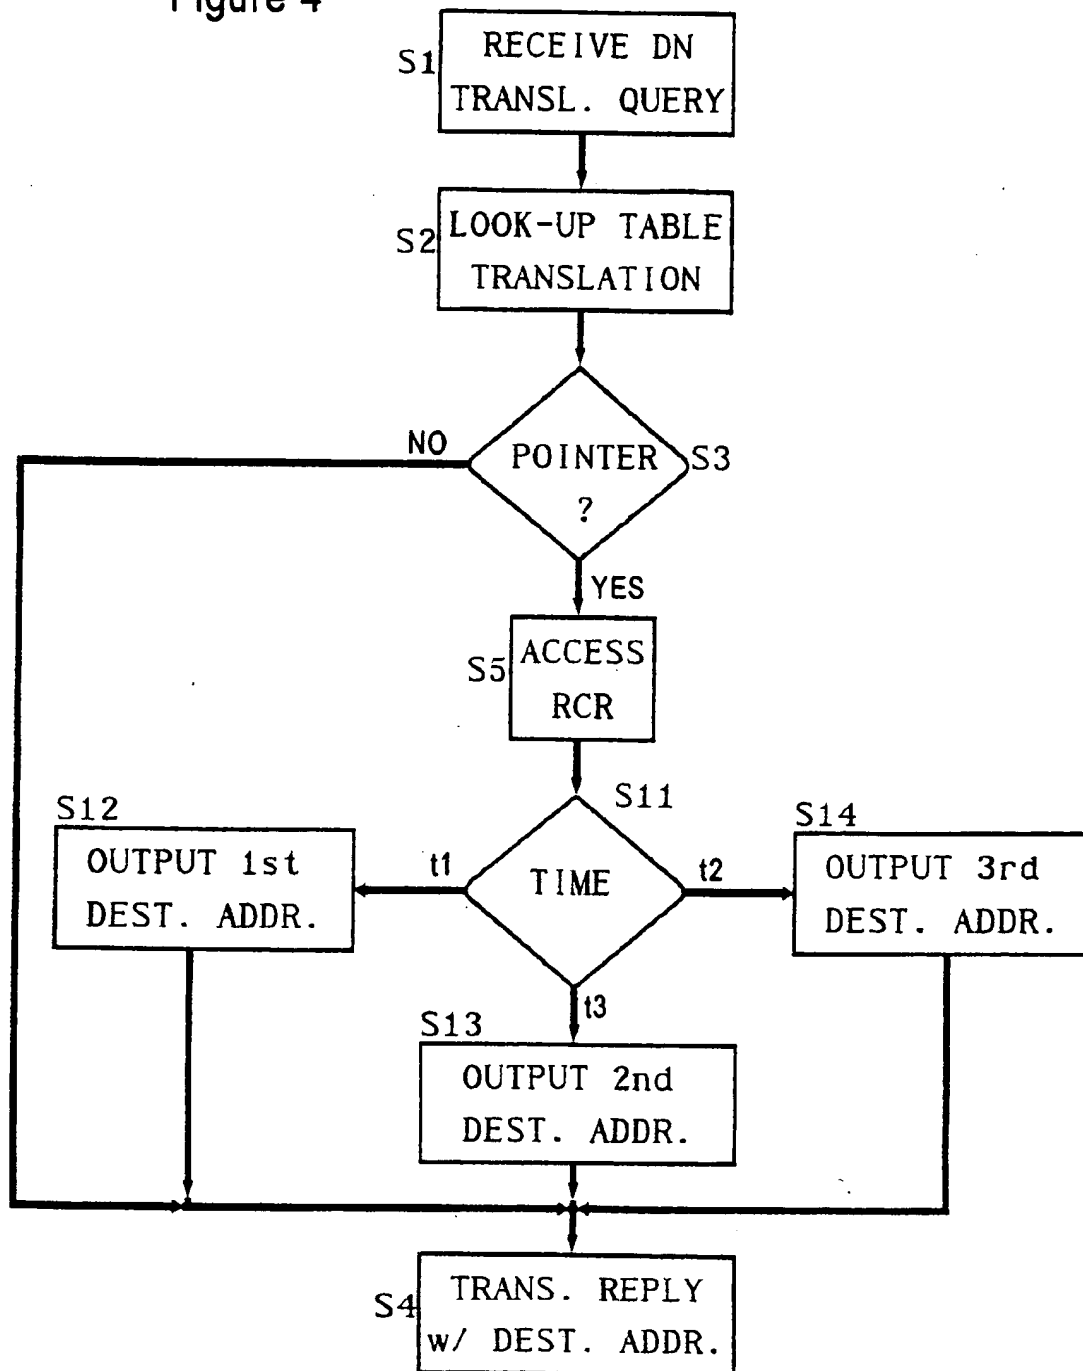 Figure 4
S1
RECEIVE DN
TRANSL. QUERY
S2
LOOK-UP TABLE
TRANSLATION
NO
POINTER
?
S3
YES
S5
ACCESS
RCR
S11
S12
OUTPUT 1st
DEST. ADDR.
t1
TIME
t2
S14
OUTPUT 3rd
DEST. ADDR.
t3
S13
OUTPUT 2nd
DEST. ADDR.
S4
TRANS. REPLY
w/ DEST. ADDR.